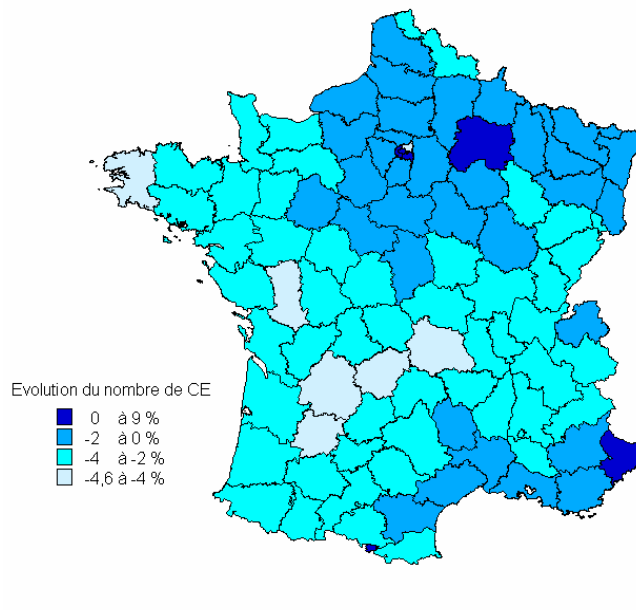 Evolution du nombre de CE
0 à 9 %
-2 à 0 %
-4 à -2 %
-4,6 à -4 %